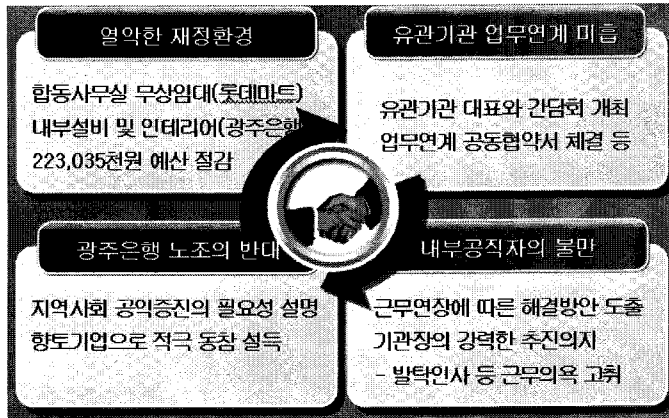 열악한 재정환경
합동사무실 무상임대(롯데마트)
내부설비 및 인테리어(광주은행
223,035천원 예산 절감
유관기관 업무연계 미흡
유관기관 대표와 간담회 개최
업무연계 공동협약서 체결 등
광주은행 노조의 반대
지역사회 공익증진의 필요성 설명
향토기업으로 적극 동참 설득
내부공직자의 불만
근무연장에 따른 해결방안 도출
기관장의 강력한 추진의지
- 발탁인사 등 근무의욕 고취